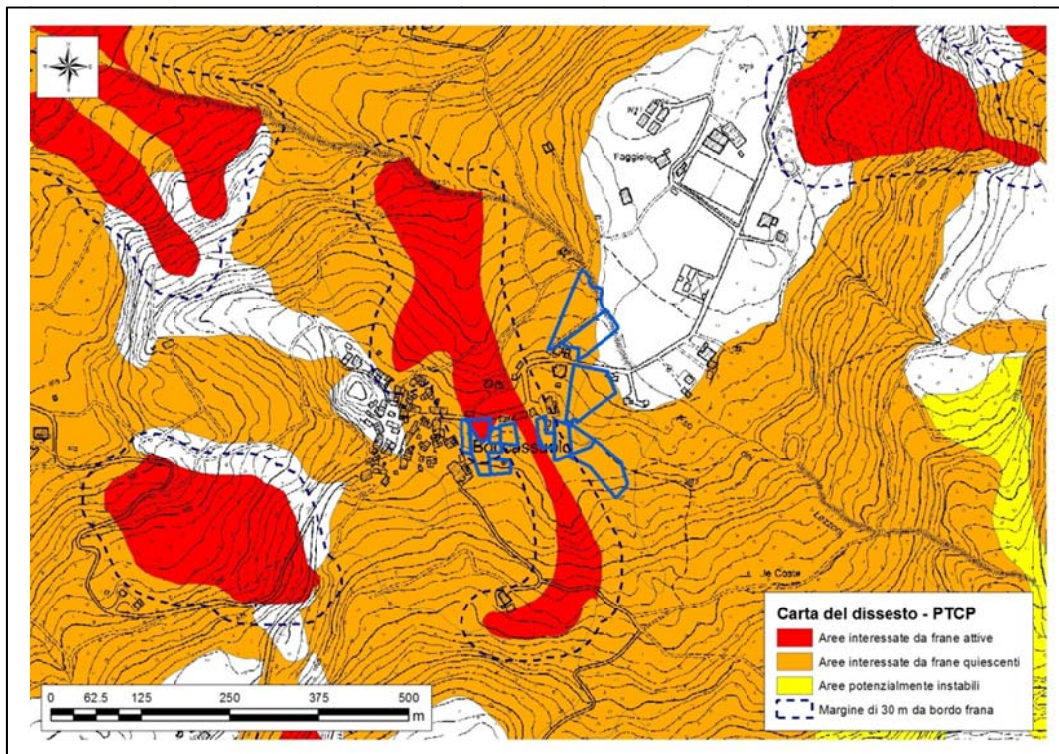 Faggiolo
Boccassuolo
le Coste
Carta del dissesto - PTCP
Aree interessate da frane attive
Aree interessate da frane quiescenti
Aree potenzialmente instabili
Margine di 30 m da bordo frana
0 62.5 125 250 375 500
m